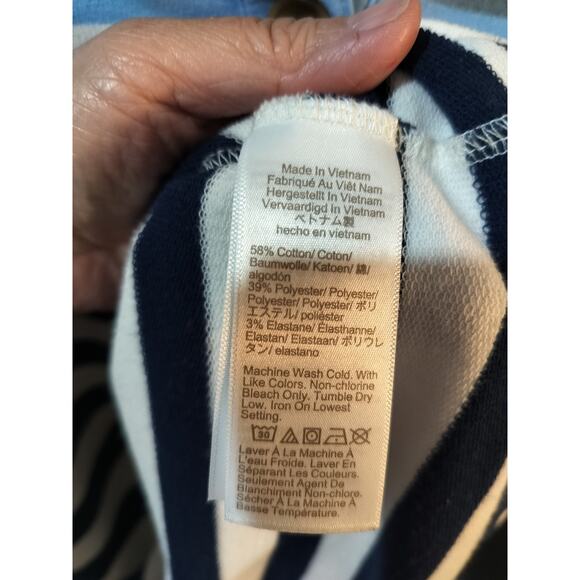 Made In Vietnam
Fabriqué Au Viêt Nam
Hergestellt In Vietnam
Vervaardigd In Vietnam
ベトナム製
hecho en vietnam
58% Cotton/ Coton/
Baumwolle/ Katoen/ 綿/
algodón
39% Polyester/ Polyester/
Polyester/ Polyester/ ポリ
エステル/ poliéster
3% Elastane/ Élasthanne/
Elastan/ Elastaan/ ポリウレ
タン/ elastano
Machine Wash Cold. With
Like Colors. Non-chlorine
Bleach Only. Tumble Dry
Low. Iron On Lowest
Setting.
30
Laver À La Machine À
L'eau Froide. Laver En
Séparant Les Couleurs.
Seulement Agent De
Blanchiment Non-chlore.
Sécher À La Machine À
Basse Température.